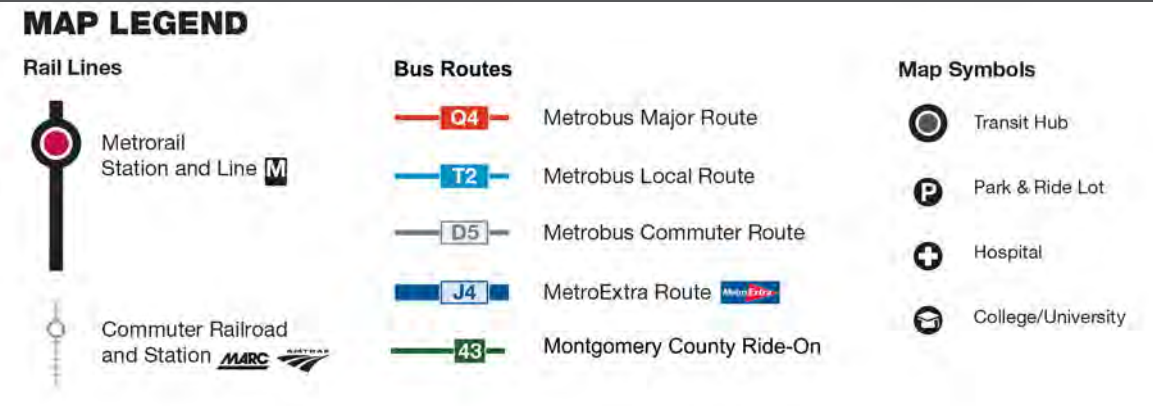 MAP LEGEND
Rail Lines
Metrorail
Station and Line M
Commuter Railroad
and Station MARC AMTRAK
Bus Routes
Q4 Metrobus Major Route
T2 Metrobus Local Route
D5 Metrobus Commuter Route
J4 MetroExtra Route MetroExtra
43 Montgomery County Ride-On
Map Symbols
Transit Hub
P Park & Ride Lot
Hospital
College/University